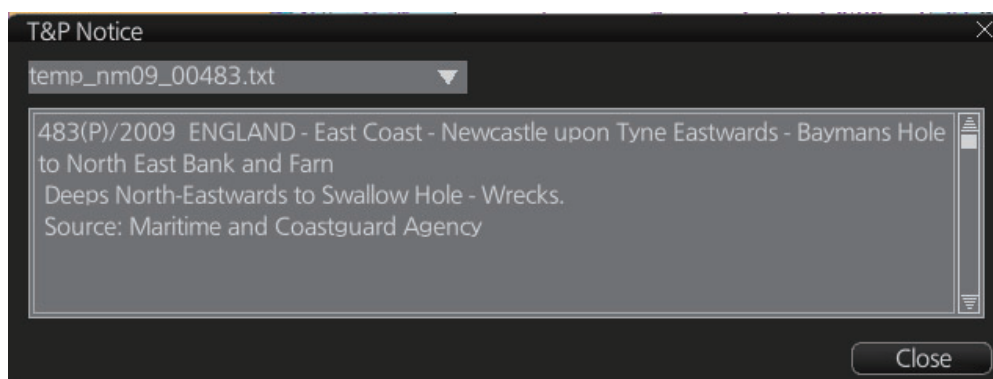 T&P Notice
temp_nm09_00483.txt
483(P)/2009 ENGLAND - East Coast - Newcastle upon Tyne Eastwards - Baymans Hole
to North East Bank and Farn
Deeps North-Eastwards to Swallow Hole - Wrecks.
Source: Maritime and Coastguard Agency
Close